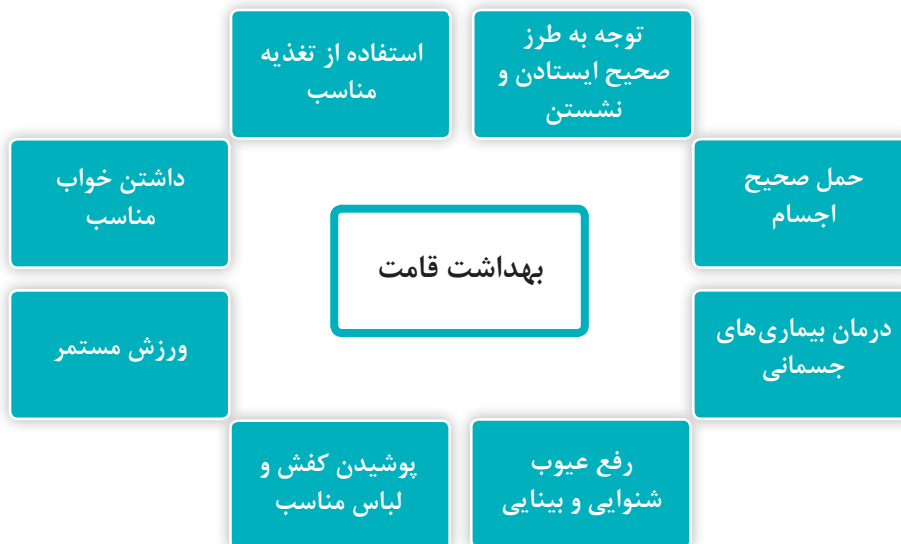 توجه به طرز
صحیح ایستادن و
نشستن
استفاده از تغذیه
مناسب
حمل صحیح
اجسام
داشتن خواب
مناسب
بهداشت قامت
درمان بیماری‌های
جسمانی
ورزش مستمر
رفع عیوب
شنوایی و بینایی
پوشیدن کفش و
لباس مناسب